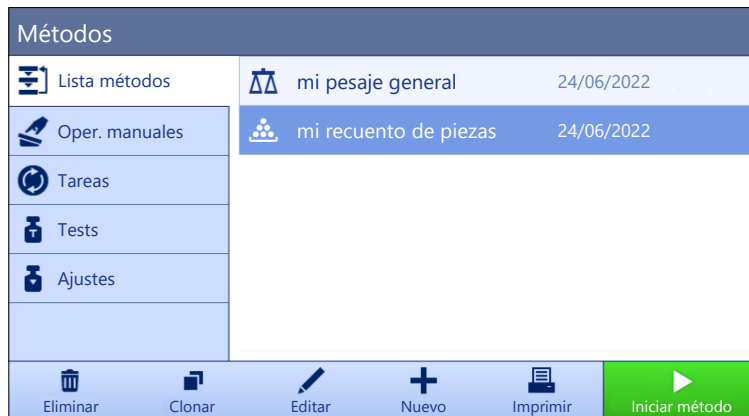 Métodos
Lista métodos
mi pesaje general 24/06/2022
Oper. manuales
mi recuento de piezas 24/06/2022
Tareas
Tests
Ajustes
Eliminar Clonar Editar Nuevo Imprimir Iniciar método